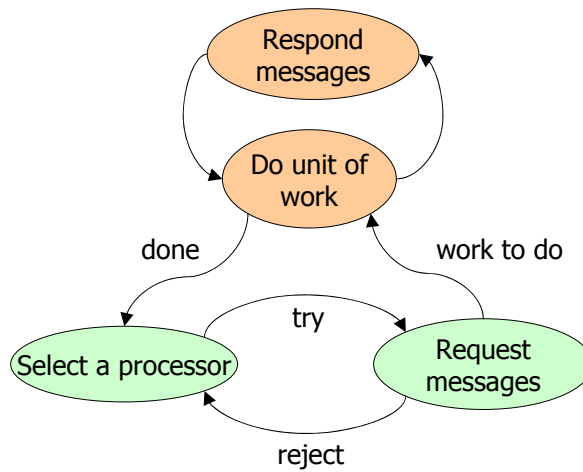 Respond
messages
Do unit of
work
done
work to do
try
Select a processor
Request
messages
reject